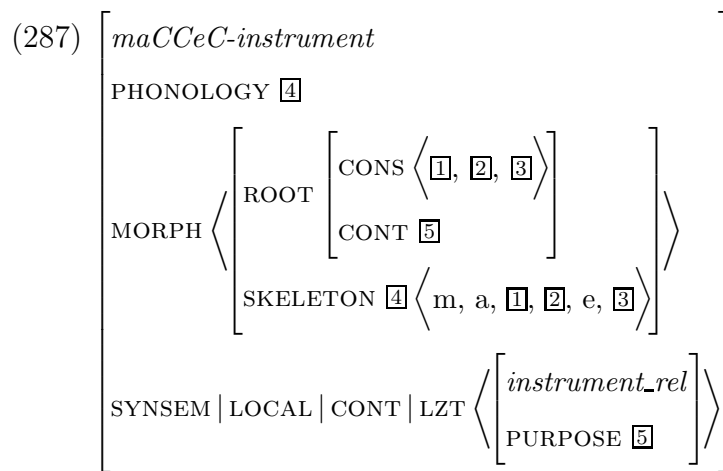 (287) maCCeC-instrument
PHONOLOGY 4
ROOT CONS ⟨1, 2, 3⟩
CONT 5
MORPH
SKELETON 4 ⟨m, a, 1, 2, e, 3⟩
SYNSEM | LOCAL | CONT | LZT ⟨instrument_rel
PURPOSE 5⟩